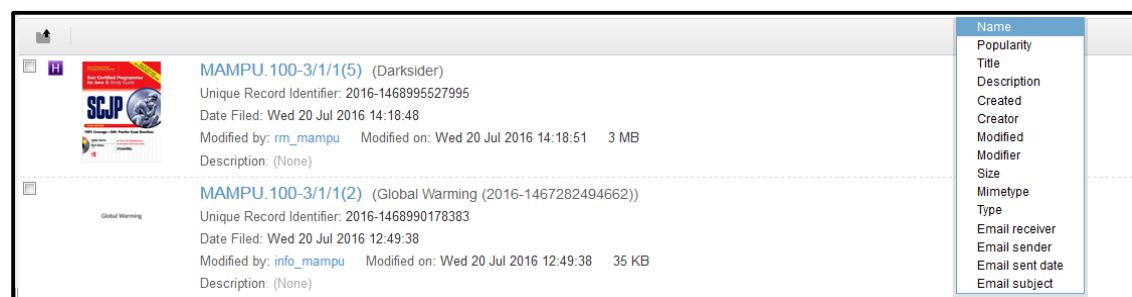 H
MAMPU.100-3/1/1(5) (Darksider)
Unique Record Identifier: 2016-1468995527995
Date Filed: Wed 20 Jul 2016 14:18:48
Modified by: rm_mampu Modified on: Wed 20 Jul 2016 14:18:51 3 MB
Description: (None)
Sun Certified Programmer
for Java
SCJP
MAMPU.100-3/1/1(2) (Global Warming (2016-1467282494662))
Unique Record Identifier: 2016-1468990178383
Date Filed: Wed 20 Jul 2016 12:49:38
Modified by: info_mampu Modified on: Wed 20 Jul 2016 12:49:38 35 KB
Description: (None)
Global Warming
Name
Popularity
Title
Description
Created
Creator
Modified
Modifier
Size
Mimetype
Type
Email receiver
Email sender
Email sent date
Email subject